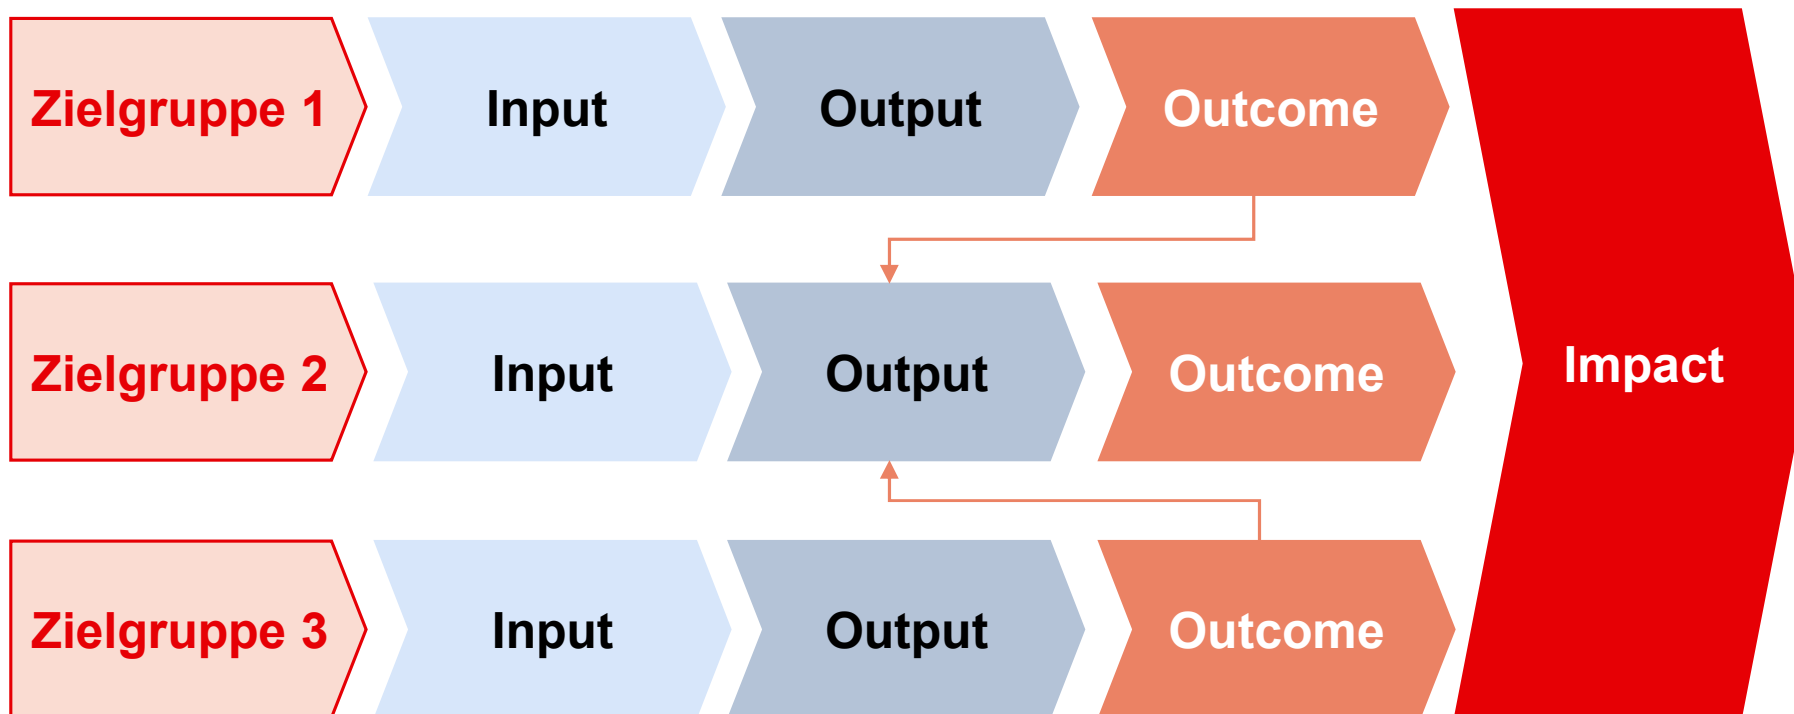 Zielgruppe 1
Input
Output
Outcome
Zielgruppe 2
Input
Output
Outcome
Impact
Zielgruppe 3
Input
Output
Outcome